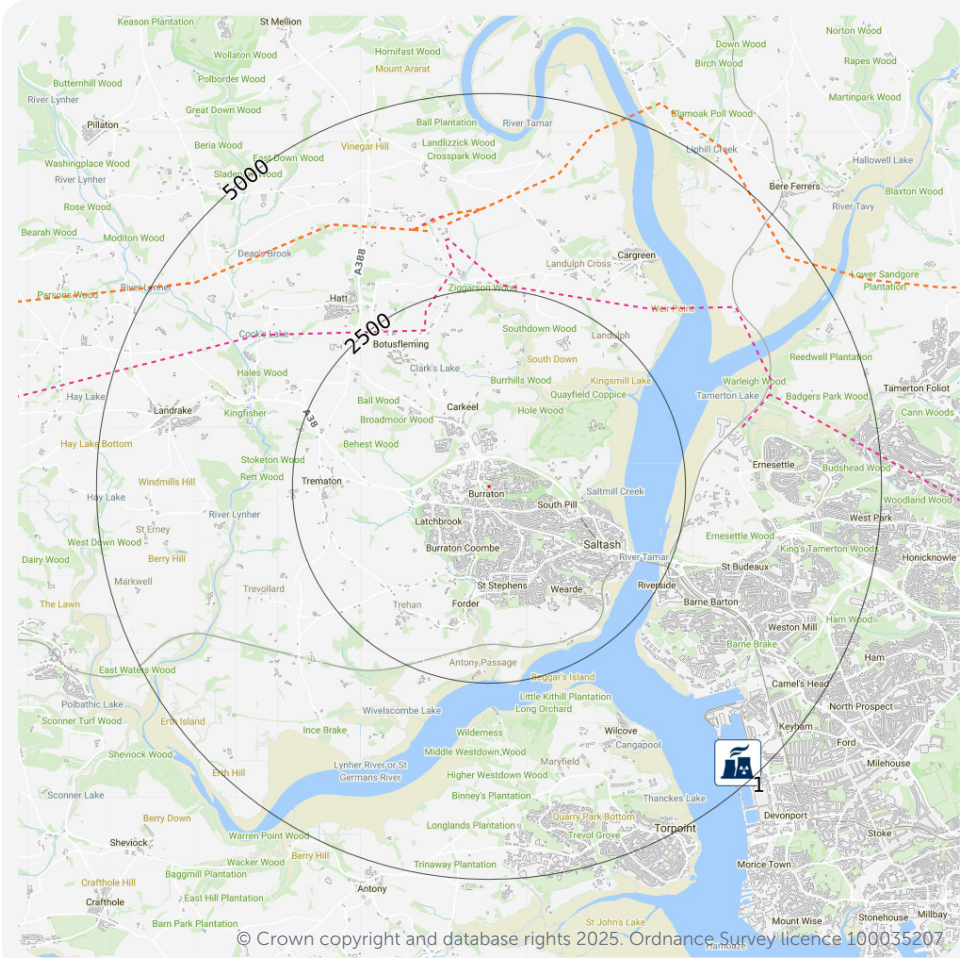 Keason Plantation
St Mellion
Norton Wood
Hornifast Wood
Down Wood
Wollaton Wood
Birch Wood
Rapes Wood
Mount Ararat
Polborder Wood
Butternhill Wood
Martinpark Wood
River Lynher
Great Down Wood
Clamoak Poll Wood
Pillaton
Ball Plantation
River Tamar
Beria Wood
Vinegar Hill
Landlizzick Wood
Crosspark Wood
Liphill Creek
East Down Wood
Hallowell Lake
Washingplace Wood
5000
River Lynher
Bere Ferrers
Blaxton Wood
Rose Wood
River Tavy
Bearah Wood
Moditon Wood
Dean's Brook
A388
Landulph Cross
Cargreen
Lower Sandgore
Plantation
Parsons Wood
River Lynher
Ziggarson Wood
Hatt
Weir Point
2500
Cock's Lake
Southdown Wood
Landulph
Botusfleming
South Down
Reedwell Plantation
Clark's Lake
Hales Wood
Burrhills Wood
Kingsmill Lake
Warleigh Wood
Tamerton Foliot
Hay Lake
Quayfield Coppice
Tamerton Lake
Badgers Park Wood
Ball Wood
Landrake
Kingfisher
Carkeel
Hole Wood
Cann Woods
A38
Broadmoor Wood
Hay Lake Bottom
Behest Wood
Stoketon Wood
Ernesettle
Budshead Wood
Rett Wood
Windmills Hill
Trematon
Burraton
Saltmill Creek
Hay Lake
South Pill
Woodland Wood
River Lynher
Latchbrook
West Park
St Erney
West Down Wood
Ernesettle Wood
Burraton Coombe
Saltash
King's Tamerton Woods
Dairy Wood
Berry Hill
River Tamar
Honicknowle
St Budeaux
Markwell
Trevollard
St Stephens
Wearde
Riverside
The Lawn
Trehan
Forder
Barne Barton
Ham Wood
Weston Mill
Barne Brake
Antony Passage
Ham
East Waters Wood
Beggar's Island
Camel's Head
Polbathic Lake
Little Kithill Plantation
North Prospect
Wivelscombe Lake
Long Orchard
Sconner Turf Wood
Erth Island
Ince Brake
Wilderness
Wilcove
Keyham
Cangapool
Ford
Sheviock Wood
Middle Westdown Wood
Maryfield
Lynher River or St
Germans River
Milehouse
Erth Hill
Higher Westdown Wood
1
Sconner Lake
Binney's Plantation
Thanckes Lake
Berry Down
Quarry Park Bottom
Devonport
Longlands Plantation
Torpoint
Warren Point Wood
Trevol Grove
Stoke
Sheviock
Berry Hill
Wacker Wood
Trinaway Plantation
Morice Town
Baggmill Plantation
Crafthole Hill
Antony
East Hill Plantation
Crafthole
Stonehouse
Millbay
Barn Park Plantation
St John's Lake
Mount Wise
Hamoaze
© Crown copyright and database rights 2025. Ordnance Survey licence 100035207